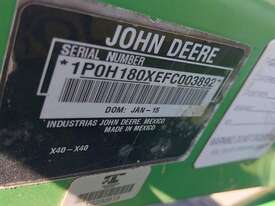 JOHN DEERE
SERIAL NUMBER
*1P0H180XEFC003892*
DOM: JAN-15
INDUSTRIAS JOHN DEERE MEXICO
MADE IN MEXICO
X40-X40